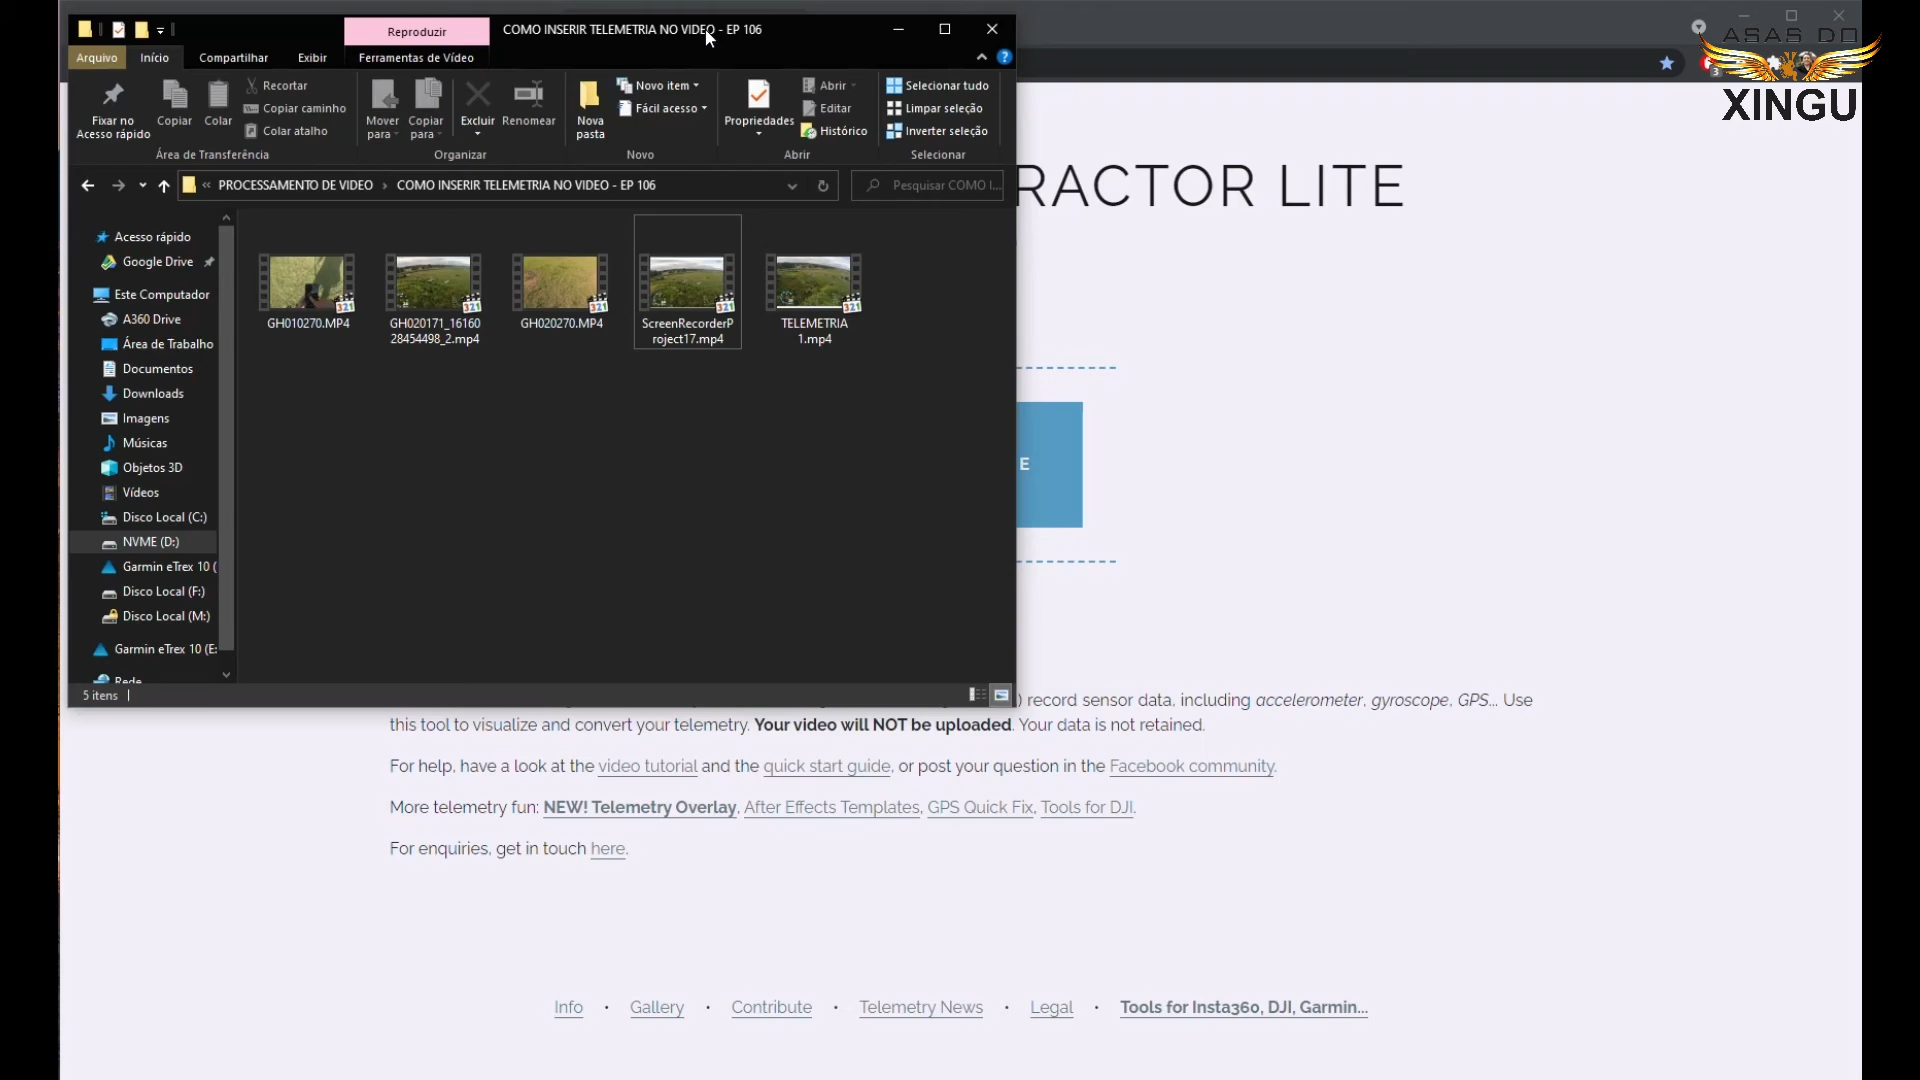 Reproduzir
COMO INSERIR TELEMETRIA NO VIDEO - EP 106
Arquivo
Início
Compartilhar
Exibir
Ferramentas de Vídeo
?
Fixar no
Acesso rápido
Copiar
Colar
Recortar
Copiar caminho
Colar atalho
Área de Transferência
Mover
para
Copiar
para
Excluir
Renomear
Organizar
Nova
pasta
Novo item
Fácil acesso
Novo
Propriedades
Abrir
Editar
Histórico
Abrir
Selecionar tudo
Limpar seleção
Inverter seleção
Selecionar
« PROCESSAMENTO DE VIDEO › COMO INSERIR TELEMETRIA NO VIDEO - EP 106
Pesquisar COMO I...
Acesso rápido
Google Drive
Este Computador
A360 Drive
Área de Trabalho
Documentos
Downloads
Imagens
Músicas
Objetos 3D
Vídeos
Disco Local (C:)
NVME (D:)
Garmin eTrex 10 (
Disco Local (F:)
Disco Local (M:)
Garmin eTrex 10 (E:
Rede
321
GH010270.MP4
321
GH020171_16160
28454498_2.mp4
321
GH020270.MP4
321
ScreenRecorderP
roject17.mp4
321
TELEMETRIA
1.mp4
5 itens
3
ASAS DO
XINGU
RACTOR LITE
E
) record sensor data, including accelerometer, gyroscope, GPS... Use
this tool to visualize and convert your telemetry. Your video will NOT be uploaded. Your data is not retained.
For help, have a look at the video tutorial and the quick start guide, or post your question in the Facebook community.
More telemetry fun: NEW! Telemetry Overlay, After Effects Templates, GPS Quick Fix, Tools for DJI.
For enquiries, get in touch here.
Info • Gallery • Contribute • Telemetry News • Legal • Tools for Insta360, DJI, Garmin...